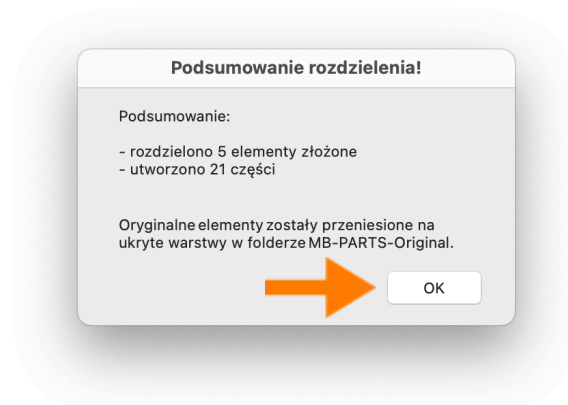 Podsumowanie rozdzielenia!
Podsumowanie:
- rozdzielono 5 elementy złożone
- utworzono 21 części
Oryginalne elementy zostały przeniesione na
ukryte warstwy w folderze MB-PARTS-Original.
OK